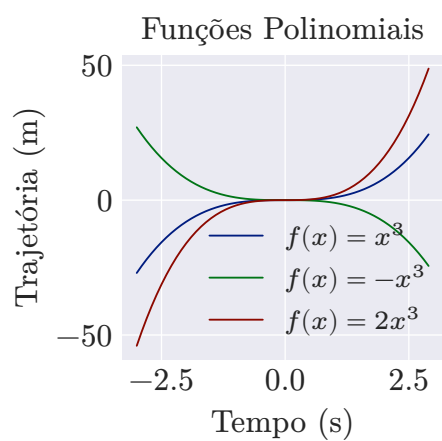 Funções Polinomiais
Trajetória (m)
50
0
−50
f(x) = x³
f(x) = −x³
f(x) = 2x³
−2.5
0.0
2.5
Tempo (s)